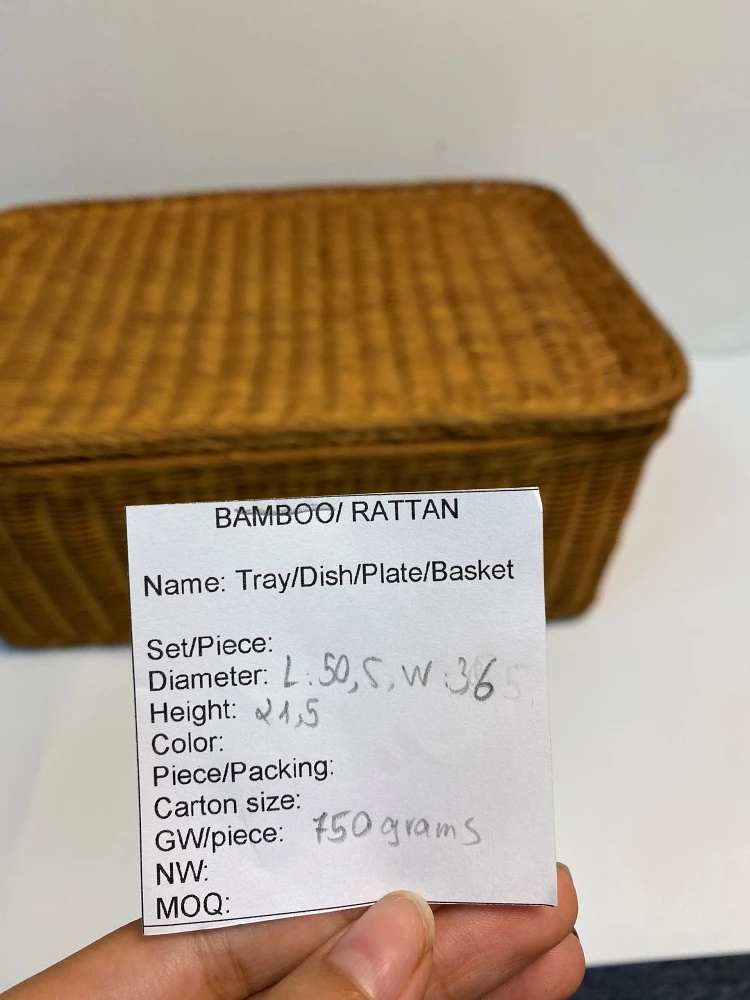 BAMBOO/ RATTAN
Name: Tray/Dish/Plate/Basket
Set/Piece:
Diameter: L: 50,5, W: 36
Height: 21,5
Color:
Piece/Packing:
Carton size:
GW/piece: 750 grams
NW:
MOQ: